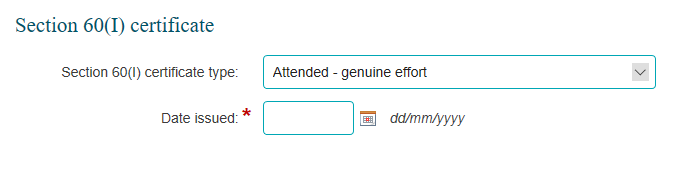 Section 60(I) certificate
Section 60(I) certificate type: Attended - genuine effort
Date issued: * dd/mm/yyyy